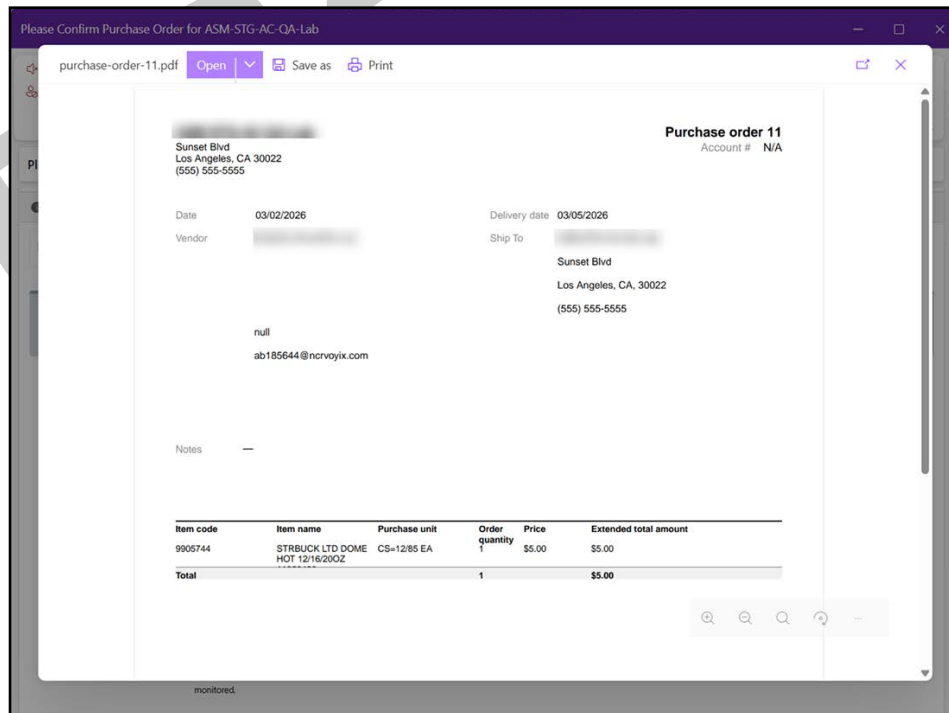 Please Confirm Purchase Order for ASM-STG-AC-QA-Lab
purchase-order-11.pdf Open Save as Print
Purchase order 11
Account # N/A
Sunset Blvd
Los Angeles, CA 30022
(555) 555-5555
Date 03/02/2026 Delivery date 03/05/2026
Vendor Ship To
Sunset Blvd
Los Angeles, CA, 30022
(555) 555-5555
null
ab185644@ncrvoyix.com
Notes —
Item code Item name Purchase unit Order quantity Price Extended total amount
9905744 STRBUCK LTD DOME CS=12/85 EA 1 $5.00 $5.00
HOT 12/16/20OZ
Total 1 $5.00
monitored.